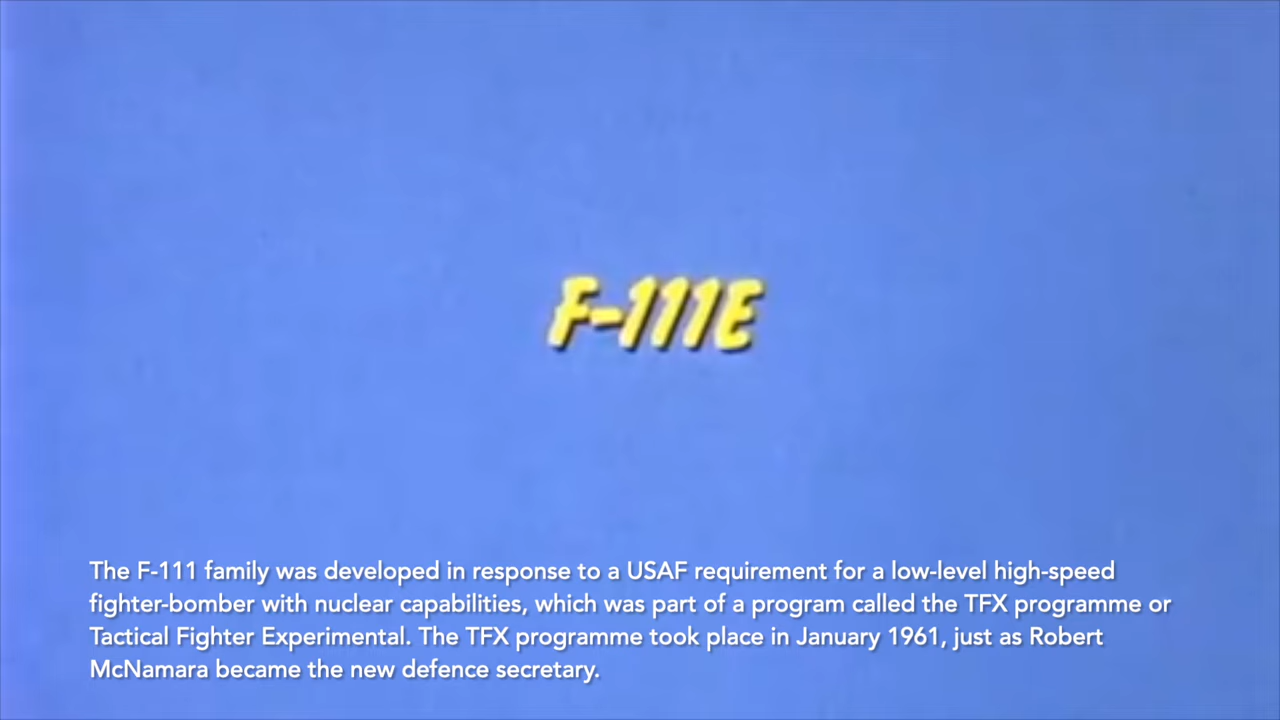 F-111E
The F-111 family was developed in response to a USAF requirement for a low-level high-speed
fighter-bomber with nuclear capabilities, which was part of a program called the TFX programme or
Tactical Fighter Experimental. The TFX programme took place in January 1961, just as Robert
McNamara became the new defence secretary.